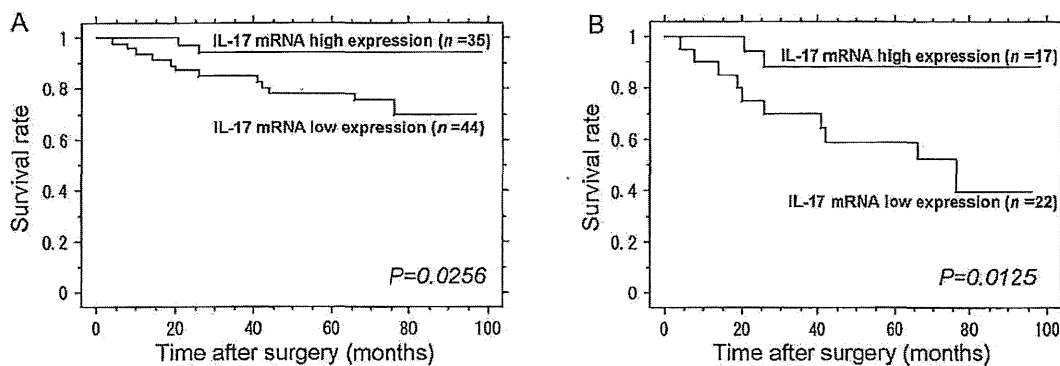 A
IL-17 mRNA high expression (n =35)
IL-17 mRNA low expression (n =44)
P=0.0256
Survival rate
1
0.8
0.6
0.4
0.2
0
0
20
40
60
80
100
Time after surgery (months)
B
IL-17 mRNA high expression (n =17)
IL-17 mRNA low expression (n =22)
P=0.0125
Survival rate
1
0.8
0.6
0.4
0.2
0
0
20
40
60
80
100
Time after surgery (months)